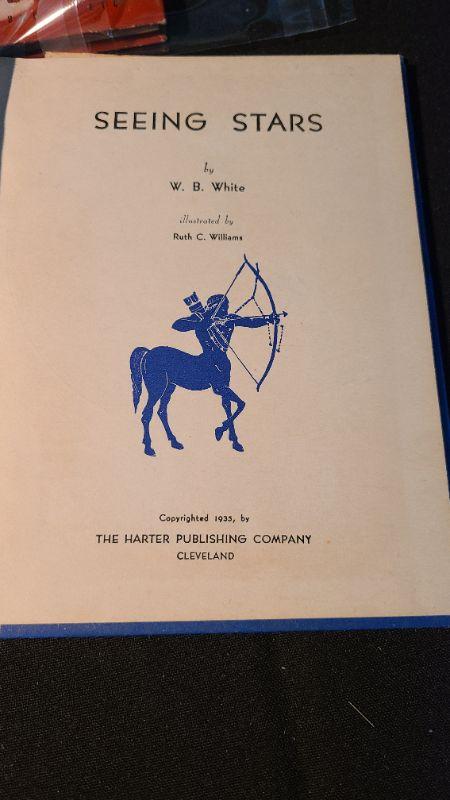 SEEING STARS
by
W. B. White
illustrated by
Ruth C. Williams
Copyrighted 1935, by
THE HARTER PUBLISHING COMPANY
CLEVELAND